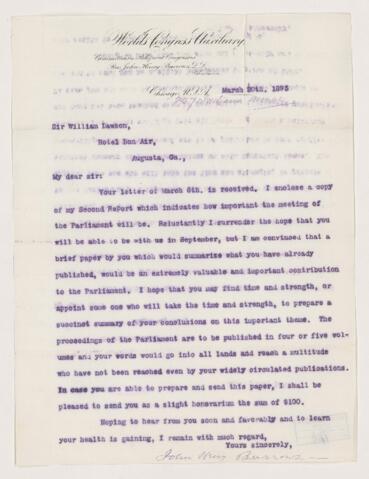 World's Congress Auxiliary
Rev. John Henry Barrows, D.D.
Chicago, U.S.A. March 20th, 1893
Sir William Dawson,
Hotel Bon Air,
Augusta, Ga.,
My dear sir:
Your letter of March 6th. is received. I enclose a copy
of my Second Report which indicates how important the meeting of
the Parliament will be. Reluctantly I surrender the hope that you
will be able to be with us in September, but I am convinced that a
brief paper by you which would summarize what you have already
published, would be an extremely valuable and important contribution
to the Parliament. I hope that you may find time and strength, or
appoint some one who will take the time and strength, to prepare a
succinct summary of your conclusions on this important theme. The
proceedings of the Parliament are to be published in four or five vol-
umes and your words would go into all lands and reach a multitude
who have not been reached even by your widely circulated publications.
In case you are able to prepare and send this paper, I shall be
pleased to send you as a slight honorarium the sum of $100.
Hoping to hear from you soon and favorably and to learn
your health is gaining, I remain with much regard,
Yours sincerely,
John Henry Barrows